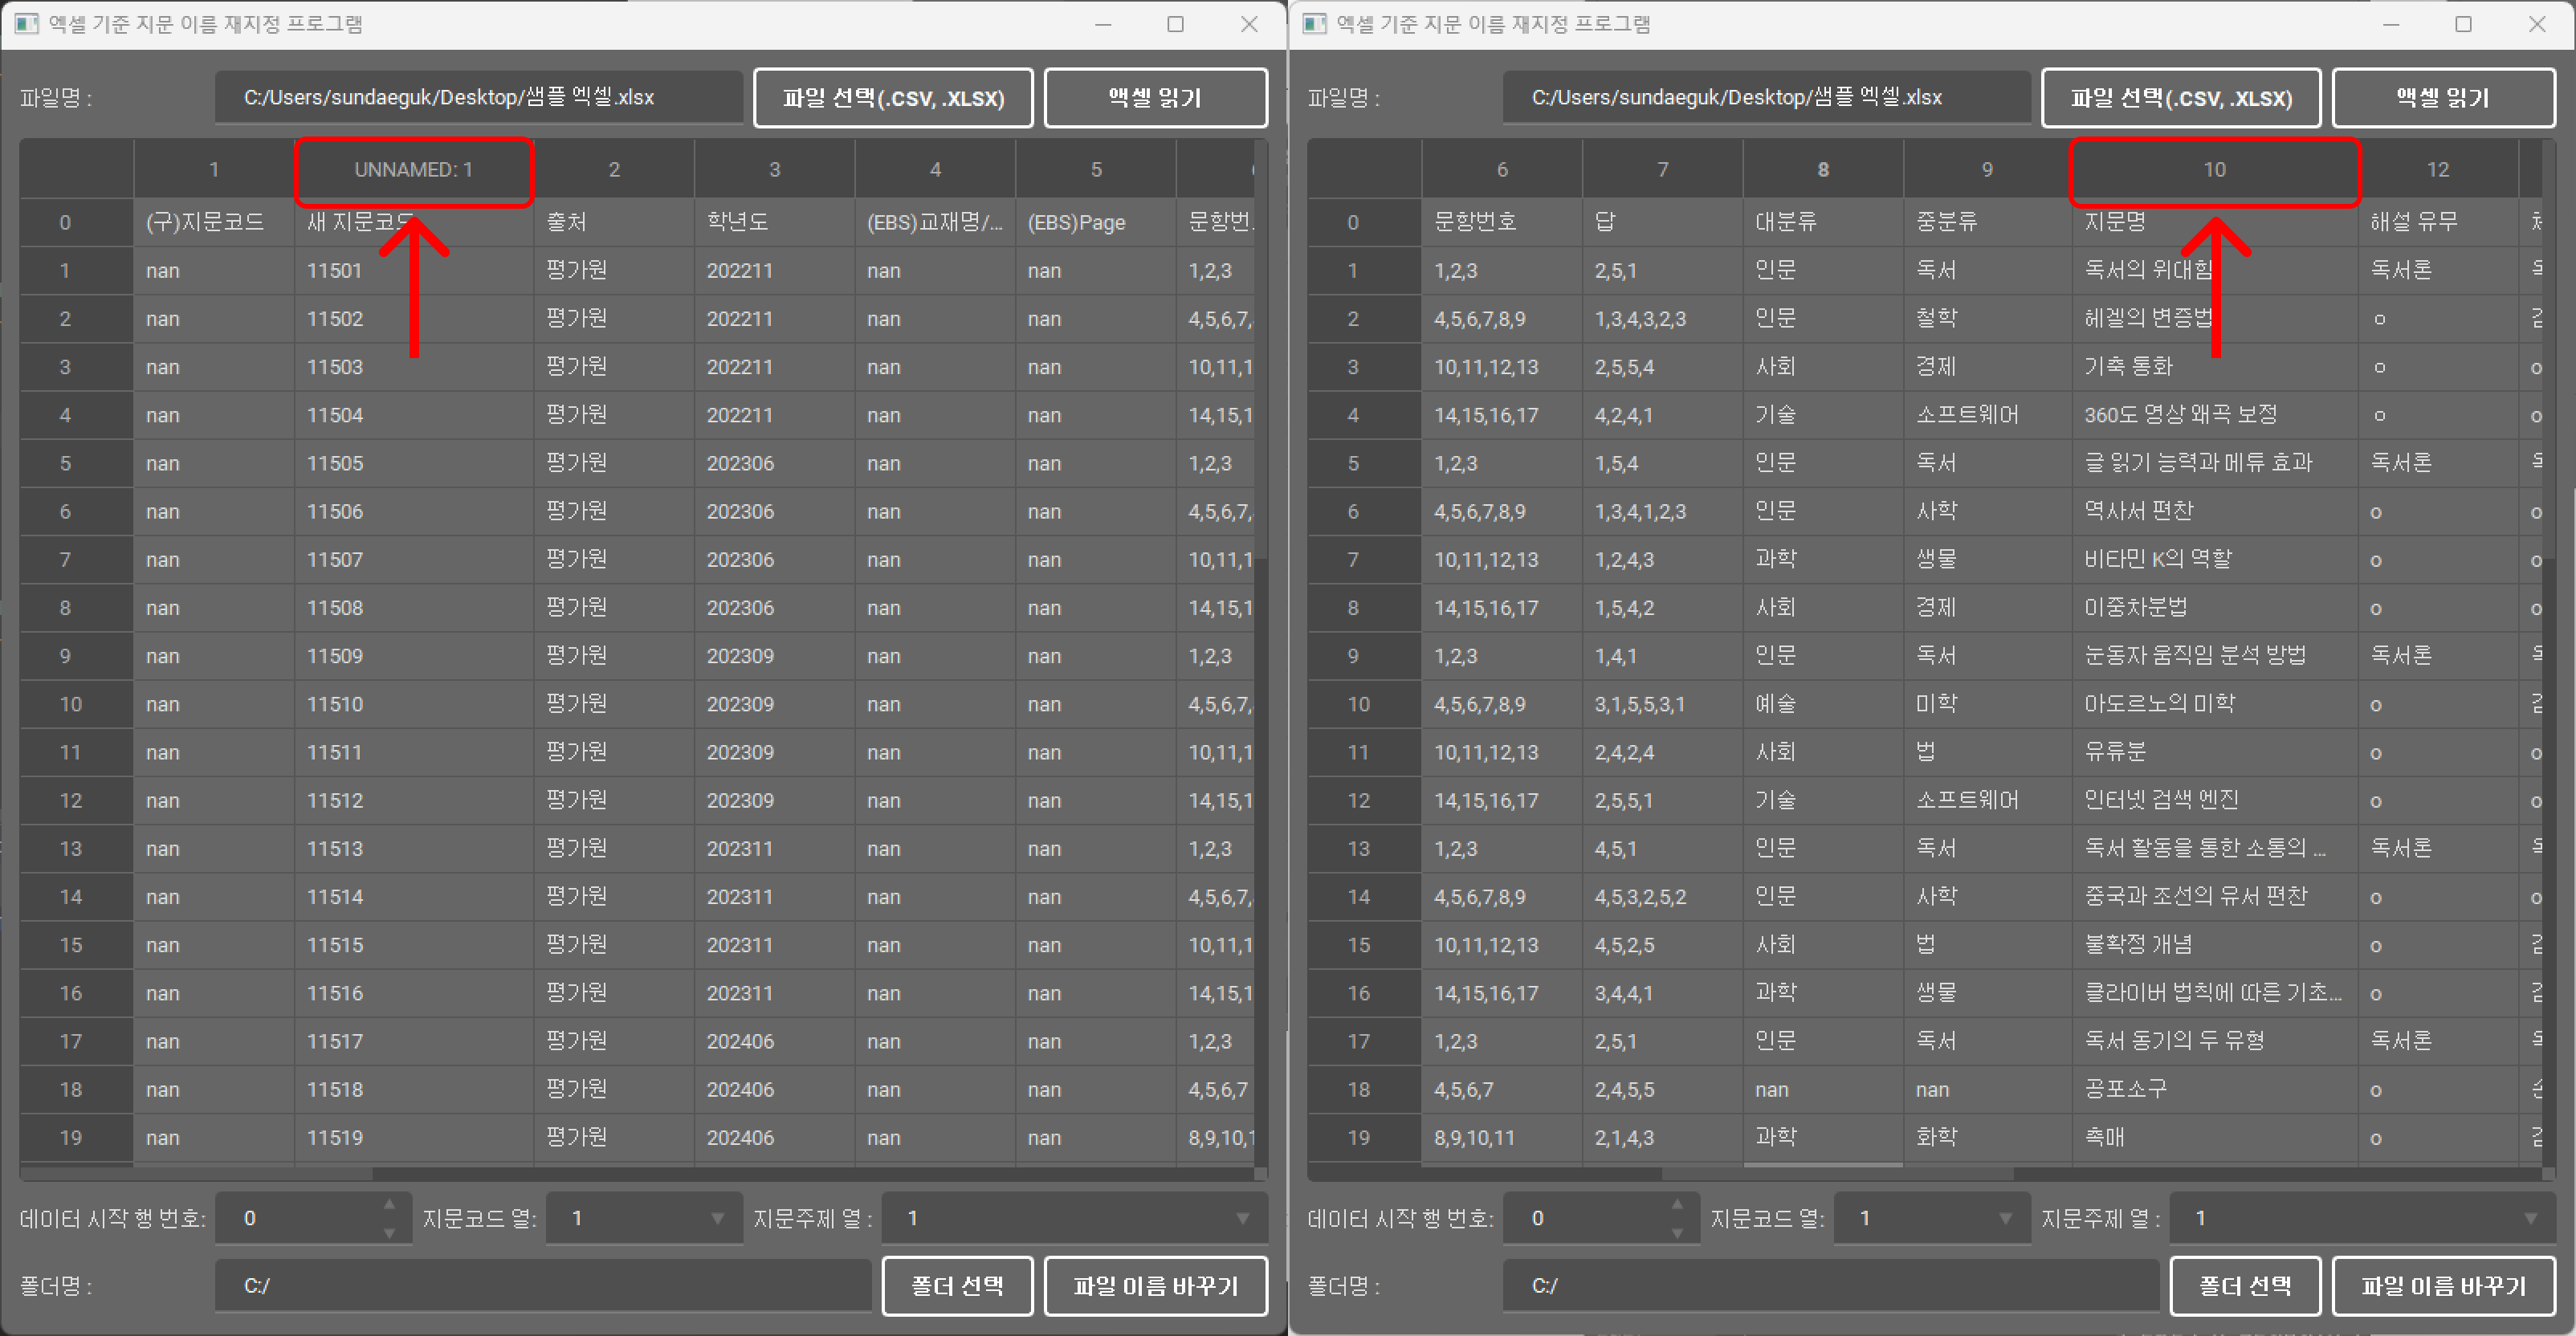 엑셀 기준 지문 이름 재지정 프로그램
파일명 :
C:/Users/sundaeguk/Desktop/샘플 엑셀.xlsx
파일 선택(.CSV, .XLSX)
액셀 읽기
1 UNNAMED: 1 2 3 4 5
0 (구)지문코드 새 지문코드 출처 학년도 (EBS)교재명/... (EBS)Page 문항번
1 nan 11501 평가원 202211 nan nan 1,2,3
2 nan 11502 평가원 202211 nan nan 4,5,6,7,
3 nan 11503 평가원 202211 nan nan 10,11,1
4 nan 11504 평가원 202211 nan nan 14,15,1
5 nan 11505 평가원 202306 nan nan 1,2,3
6 nan 11506 평가원 202306 nan nan 4,5,6,7,
7 nan 11507 평가원 202306 nan nan 10,11,1
8 nan 11508 평가원 202306 nan nan 14,15,1
9 nan 11509 평가원 202309 nan nan 1,2,3
10 nan 11510 평가원 202309 nan nan 4,5,6,7,
11 nan 11511 평가원 202309 nan nan 10,11,1
12 nan 11512 평가원 202309 nan nan 14,15,1
13 nan 11513 평가원 202311 nan nan 1,2,3
14 nan 11514 평가원 202311 nan nan 4,5,6,7,
15 nan 11515 평가원 202311 nan nan 10,11,1
16 nan 11516 평가원 202311 nan nan 14,15,1
17 nan 11517 평가원 202406 nan nan 1,2,3
18 nan 11518 평가원 202406 nan nan 4,5,6,7
19 nan 11519 평가원 202406 nan nan 8,9,10,1
데이터 시작 행 번호: 0 지문코드 열: 1 지문주제 열 : 1
폴더명 : C:/ 폴더 선택 파일 이름 바꾸기
엑셀 기준 지문 이름 재지정 프로그램
파일명 :
C:/Users/sundaeguk/Desktop/샘플 엑셀.xlsx
파일 선택(.CSV, .XLSX)
액셀 읽기
6 7 8 9 10 12
0 문항번호 답 대분류 중분류 지문명 해설 유무
1 1,2,3 2,5,1 인문 독서 독서의 위대함 독서론
2 4,5,6,7,8,9 1,3,4,3,2,3 인문 철학 헤겔의 변증법 o
3 10,11,12,13 2,5,5,4 사회 경제 기축 통화 o
4 14,15,16,17 4,2,4,1 기술 소프트웨어 360도 영상 왜곡 보정 o
5 1,2,3 1,5,4 인문 독서 글 읽기 능력과 매튜 효과 독서론
6 4,5,6,7,8,9 1,3,4,1,2,3 인문 사학 역사서 편찬 o
7 10,11,12,13 1,2,4,3 과학 생물 비타민 K의 역할 o
8 14,15,16,17 1,5,4,2 사회 경제 이중차분법 o
9 1,2,3 1,4,1 인문 독서 눈동자 움직임 분석 방법 독서론
10 4,5,6,7,8,9 3,1,5,5,3,1 예술 미학 아도르노의 미학 o
11 10,11,12,13 2,4,2,4 사회 법 유류분 o
12 14,15,16,17 2,5,5,1 기술 소프트웨어 인터넷 검색 엔진 o
13 1,2,3 4,5,1 인문 독서 독서 활동을 통한 소통의 ... 독서론
14 4,5,6,7,8,9 4,5,3,2,5,2 인문 사학 중국과 조선의 유서 편찬 o
15 10,11,12,13 4,5,2,5 사회 법 불확정 개념 o
16 14,15,16,17 3,4,4,1 과학 생물 클라이버 법칙에 따른 기초... o
17 1,2,3 2,5,1 인문 독서 독서 동기의 두 유형 독서론
18 4,5,6,7 2,4,5,5 nan nan 공포소구 o
19 8,9,10,11 2,1,4,3 과학 화학 촉매 o
데이터 시작 행 번호: 0 지문코드 열: 1 지문주제 열 : 1
폴더명 : C:/ 폴더 선택 파일 이름 바꾸기